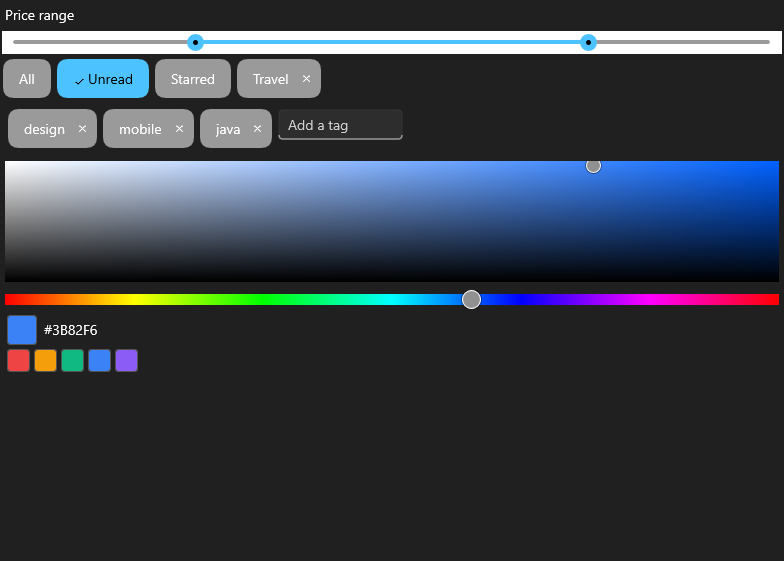 Price range
All Unread Starred Travel ×
design × mobile × java × Add a tag
#3B82F6